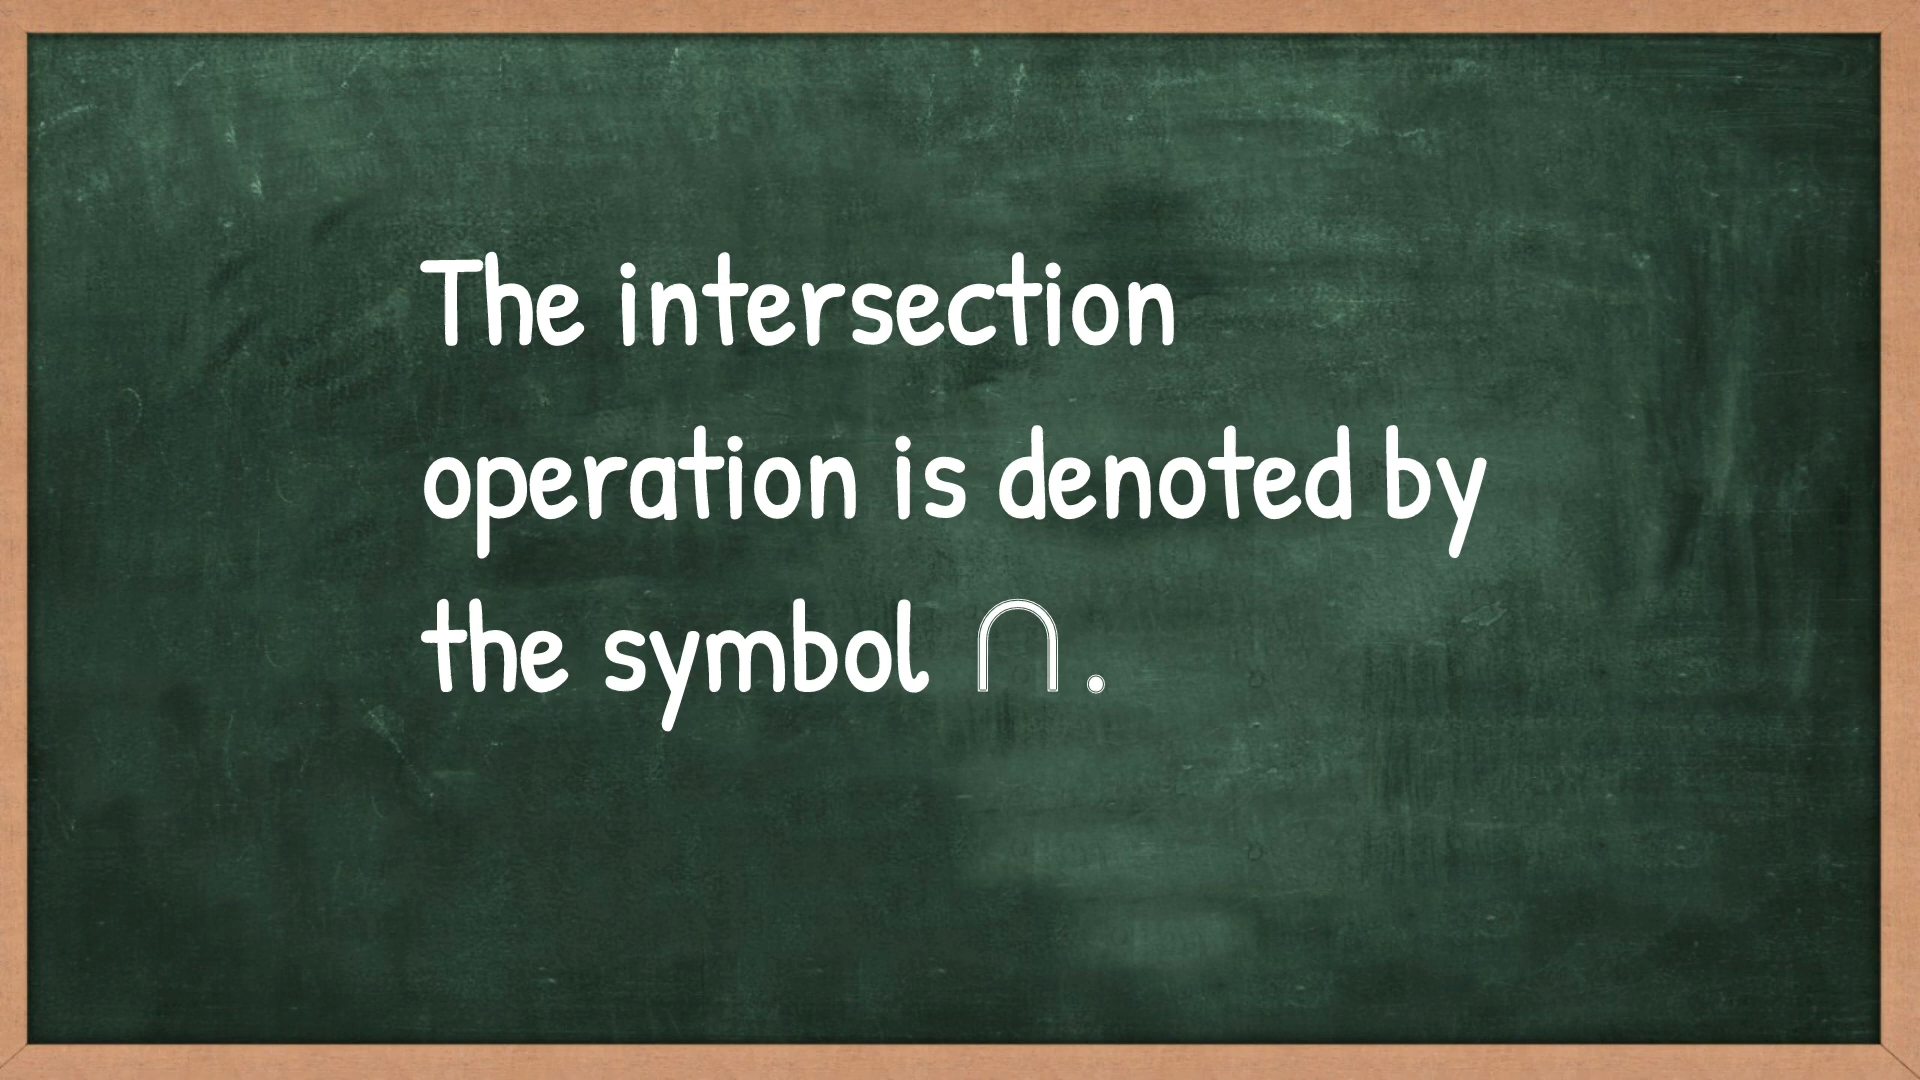 The intersection
operation is denoted by
the symbol ∩.